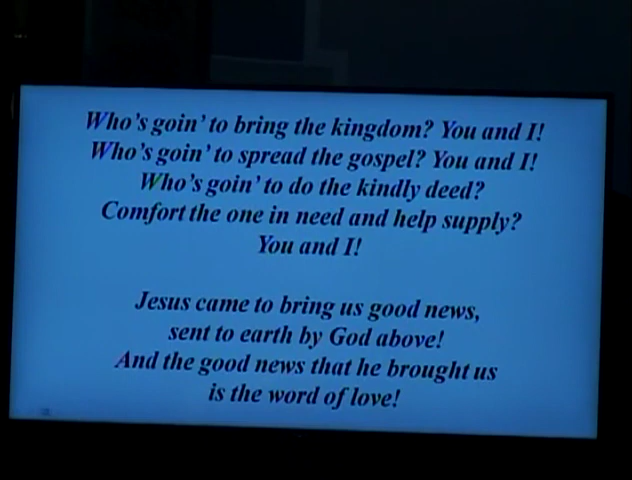 Who's goin' to bring the kingdom? You and I!
Who's goin' to spread the gospel? You and I!
Who's goin' to do the kindly deed?
Comfort the one in need and help supply?
You and I!
Jesus came to bring us good news,
sent to earth by God above!
And the good news that he brought us
is the word of love!